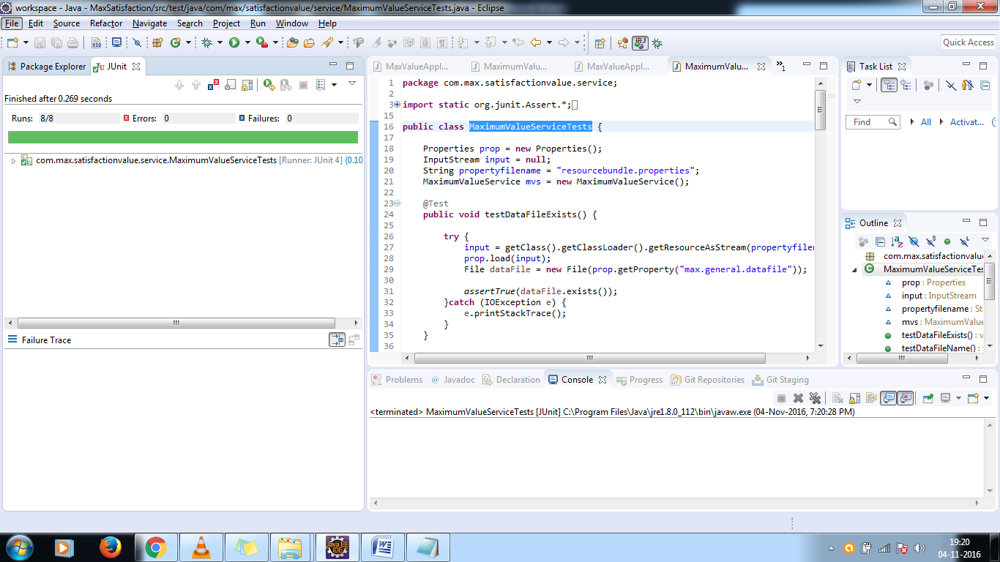 workspace - Java - MaxSatisfaction/src/test/java/com/max/satisfactionvalue/service/MaximumValueServiceTests.java - Eclipse
File Edit Source Refactor Navigate Search Project Run Window Help
Quick Access
Package Explorer JUnit
Finished after 0.269 seconds
Runs: 8/8 Errors: 0 Failures: 0
com.max.satisfactionvalue.service.MaximumValueServiceTests [Runner: JUnit 4] (0.10
Failure Trace
MaxValueAppl... MaximumValu... MaxValueAppl... MaximumValu... »1
1 package com.max.satisfactionvalue.service;
2
3 import static org.junit.Assert.*;
15
16 public class MaximumValueServiceTests {
17
18 Properties prop = new Properties();
19 InputStream input = null;
20 String propertyfilename = "resourcebundle.properties";
21 MaximumValueService mvs = new MaximumValueService();
22
23 @Test
24 public void testDataFileExists() {
25
26 try {
27 input = getClass().getClassLoader().getResourceAsStream(propertyfilen
28 prop.load(input);
29 File dataFile = new File(prop.getProperty("max.general.datafile"));
30
31 assertTrue(dataFile.exists());
32 }catch (IOException e) {
33 e.printStackTrace();
34 }
35 }
36
Task List
Find All Activat...
Outline
com.max.satisfactionvalu
MaximumValueServiceTes
prop : Properties
input : InputStream
propertyfilename : St
mvs : MaximumValue
testDataFileExists() : v
testDataFileName() :
Problems @ Javadoc Declaration Console Progress Git Repositories Git Staging
<terminated> MaximumValueServiceTests [JUnit] C:\Program Files\Java\jre1.8.0_112\bin\javaw.exe (04-Nov-2016, 7:20:28 PM)
Java EE
IDE
19:20
04-11-2016